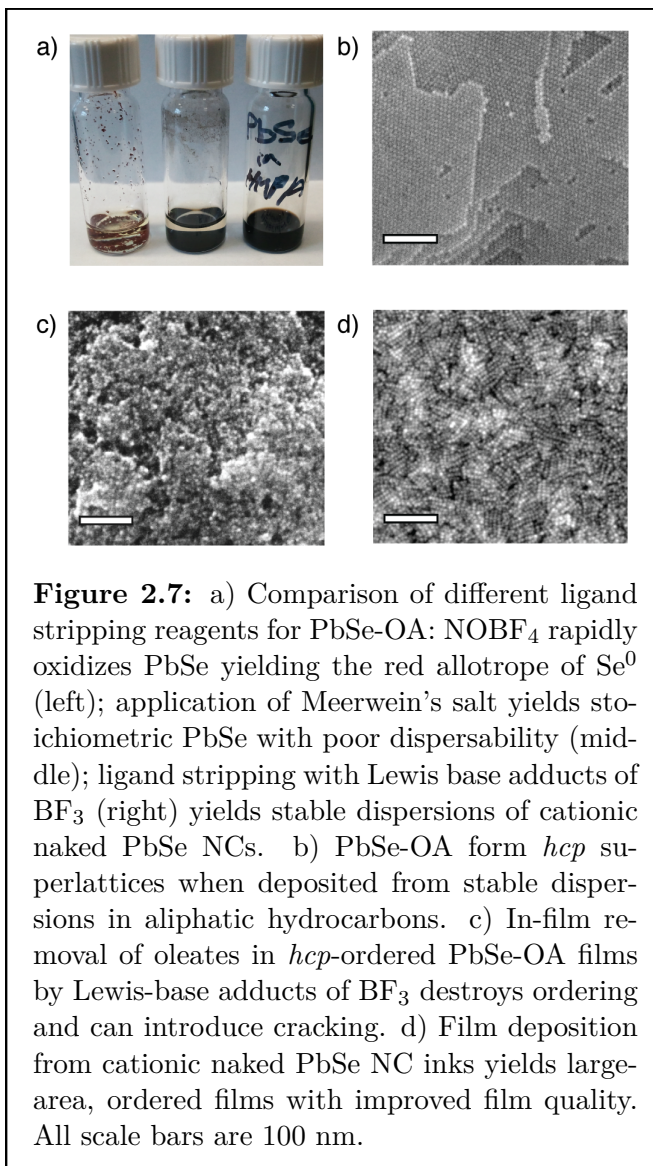 a)
b)
PbSe
in
c)
d)
Figure 2.7: a) Comparison of different ligand
stripping reagents for PbSe-OA: NOBF₄ rapidly
oxidizes PbSe yielding the red allotrope of Se⁰
(left); application of Meerwein's salt yields sto-
ichiometric PbSe with poor dispersability (mid-
dle); ligand stripping with Lewis base adducts of
BF₃ (right) yields stable dispersions of cationic
naked PbSe NCs. b) PbSe-OA form hcp su-
perlattices when deposited from stable disper-
sions in aliphatic hydrocarbons. c) In-film re-
moval of oleates in hcp-ordered PbSe-OA films
by Lewis-base adducts of BF₃ destroys ordering
and can introduce cracking. d) Film deposition
from cationic naked PbSe NC inks yields large-
area, ordered films with improved film quality.
All scale bars are 100 nm.